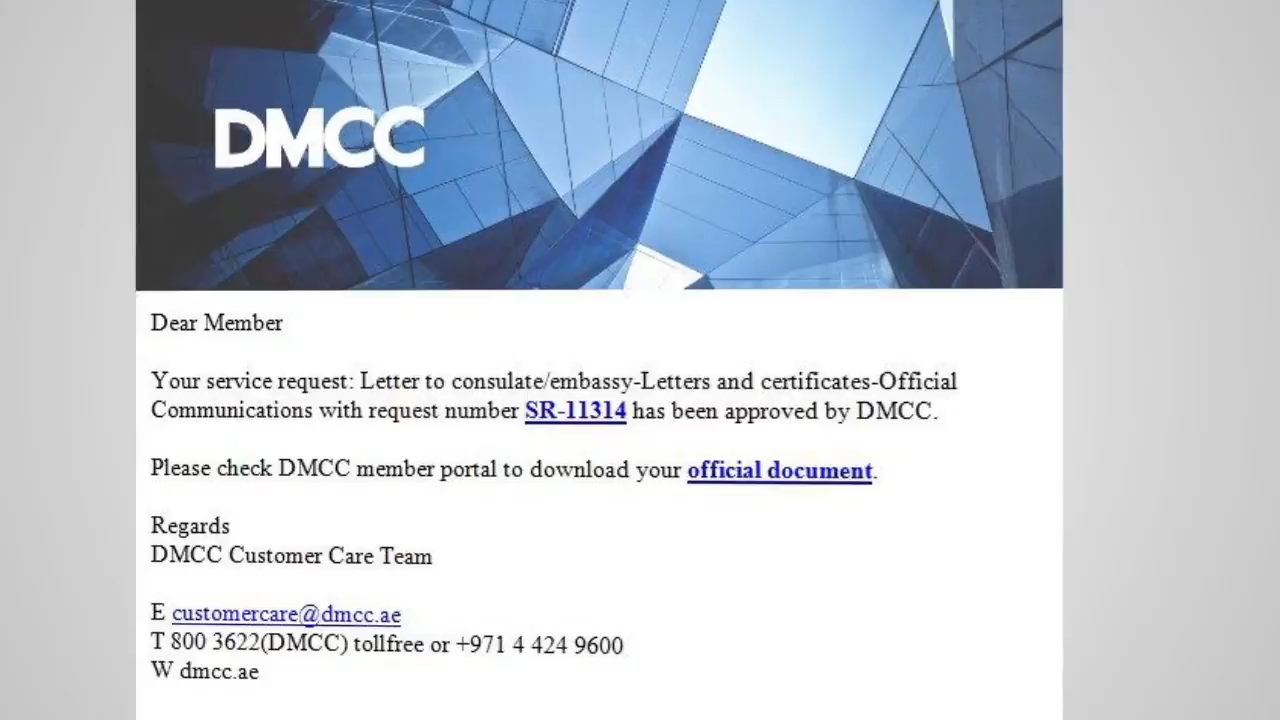 DMCC
Dear Member
Your service request: Letter to consulate/embassy-Letters and certificates-Official
Communications with request number SR-11314 has been approved by DMCC.
Please check DMCC member portal to download your official document.
Regards
DMCC Customer Care Team
E customercare@dmcc.ae
T 800 3622(DMCC) tollfree or +971 4 424 9600
W dmcc.ae